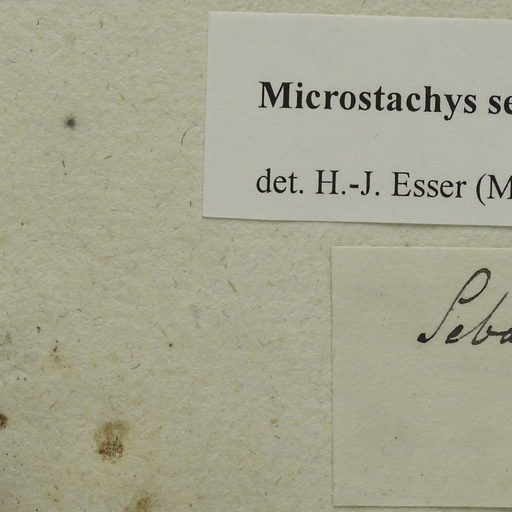 Microstachys se
det. H.-J. Esser (M
Seba